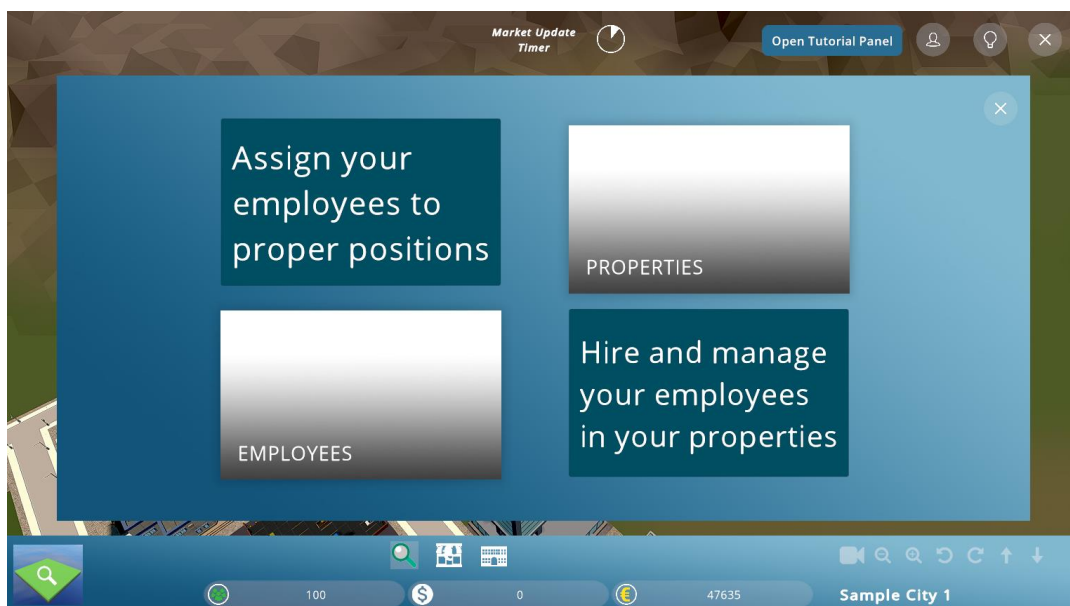 Market Update
Timer
Open Tutorial Panel
Assign your
employees to
proper positions
PROPERTIES
EMPLOYEES
Hire and manage
your employees
in your properties
100
$
0
€
47635
Sample City 1